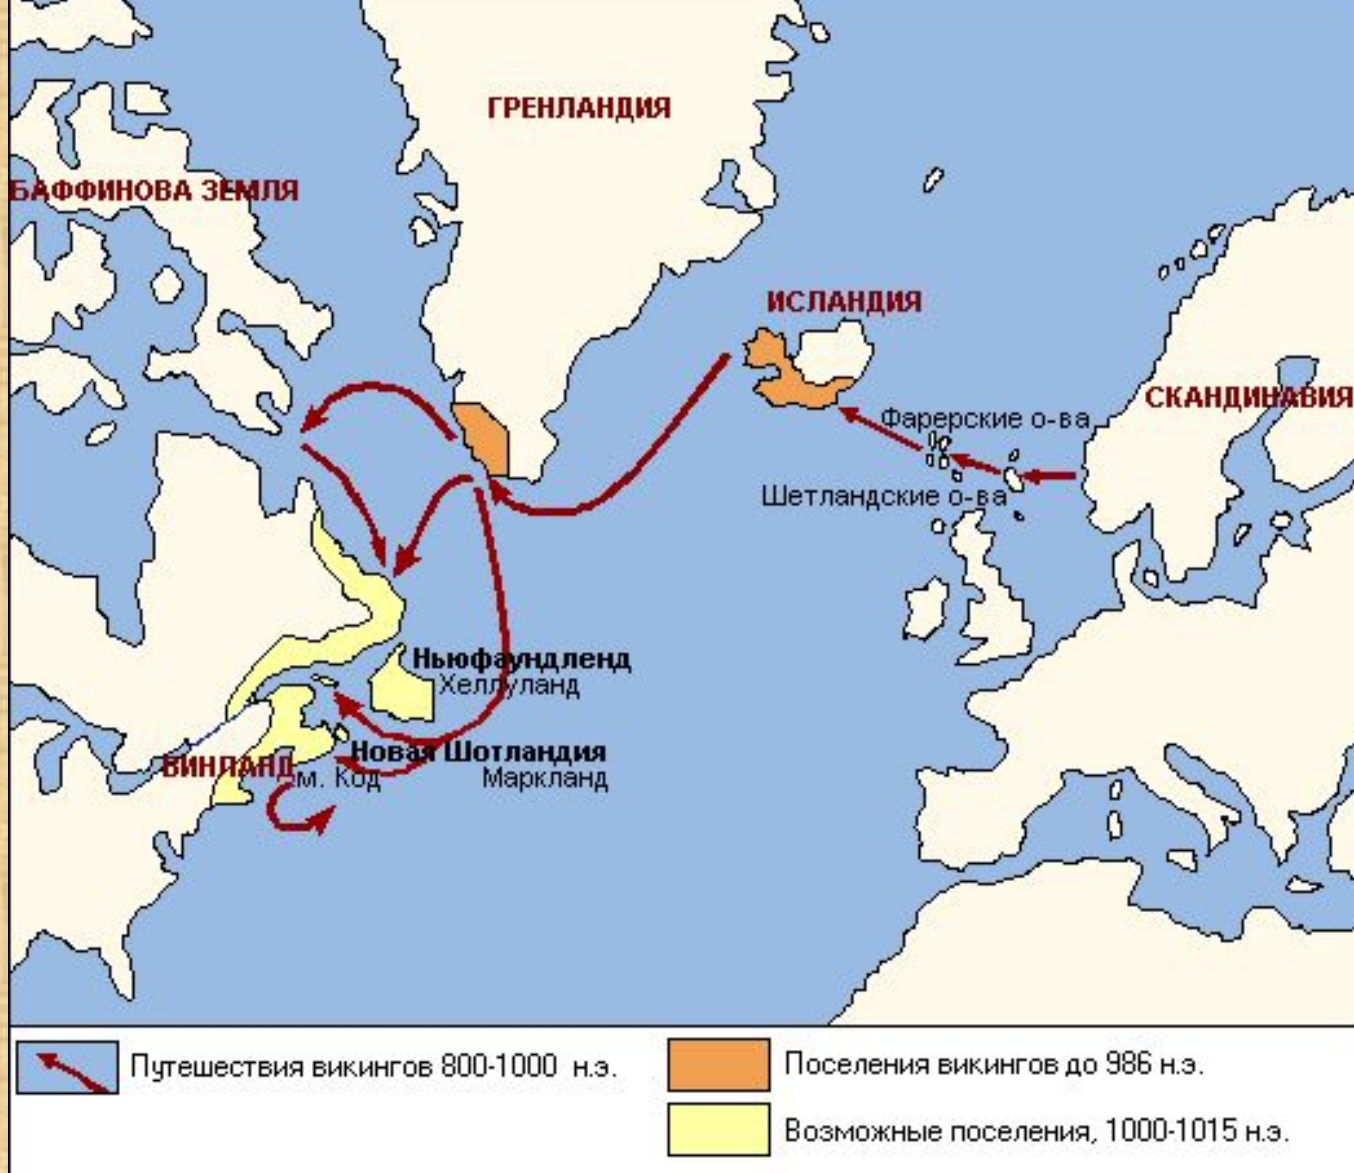 ГРЕНЛАНДИЯ
БАФФИНОВА ЗЕМЛЯ
ИСЛАНДИЯ
СКАНДИНАВИЯ
Фарерские о-ва
Шетландские о-ва
Ньюфаундленд
Хеллуланд
Новая Шотландия
ВИНЛАНД
м. Код
Маркланд
Путешествия викингов 800-1000 н.э.
Поселения викингов до 986 н.э.
Возможные поселения, 1000-1015 н.э.